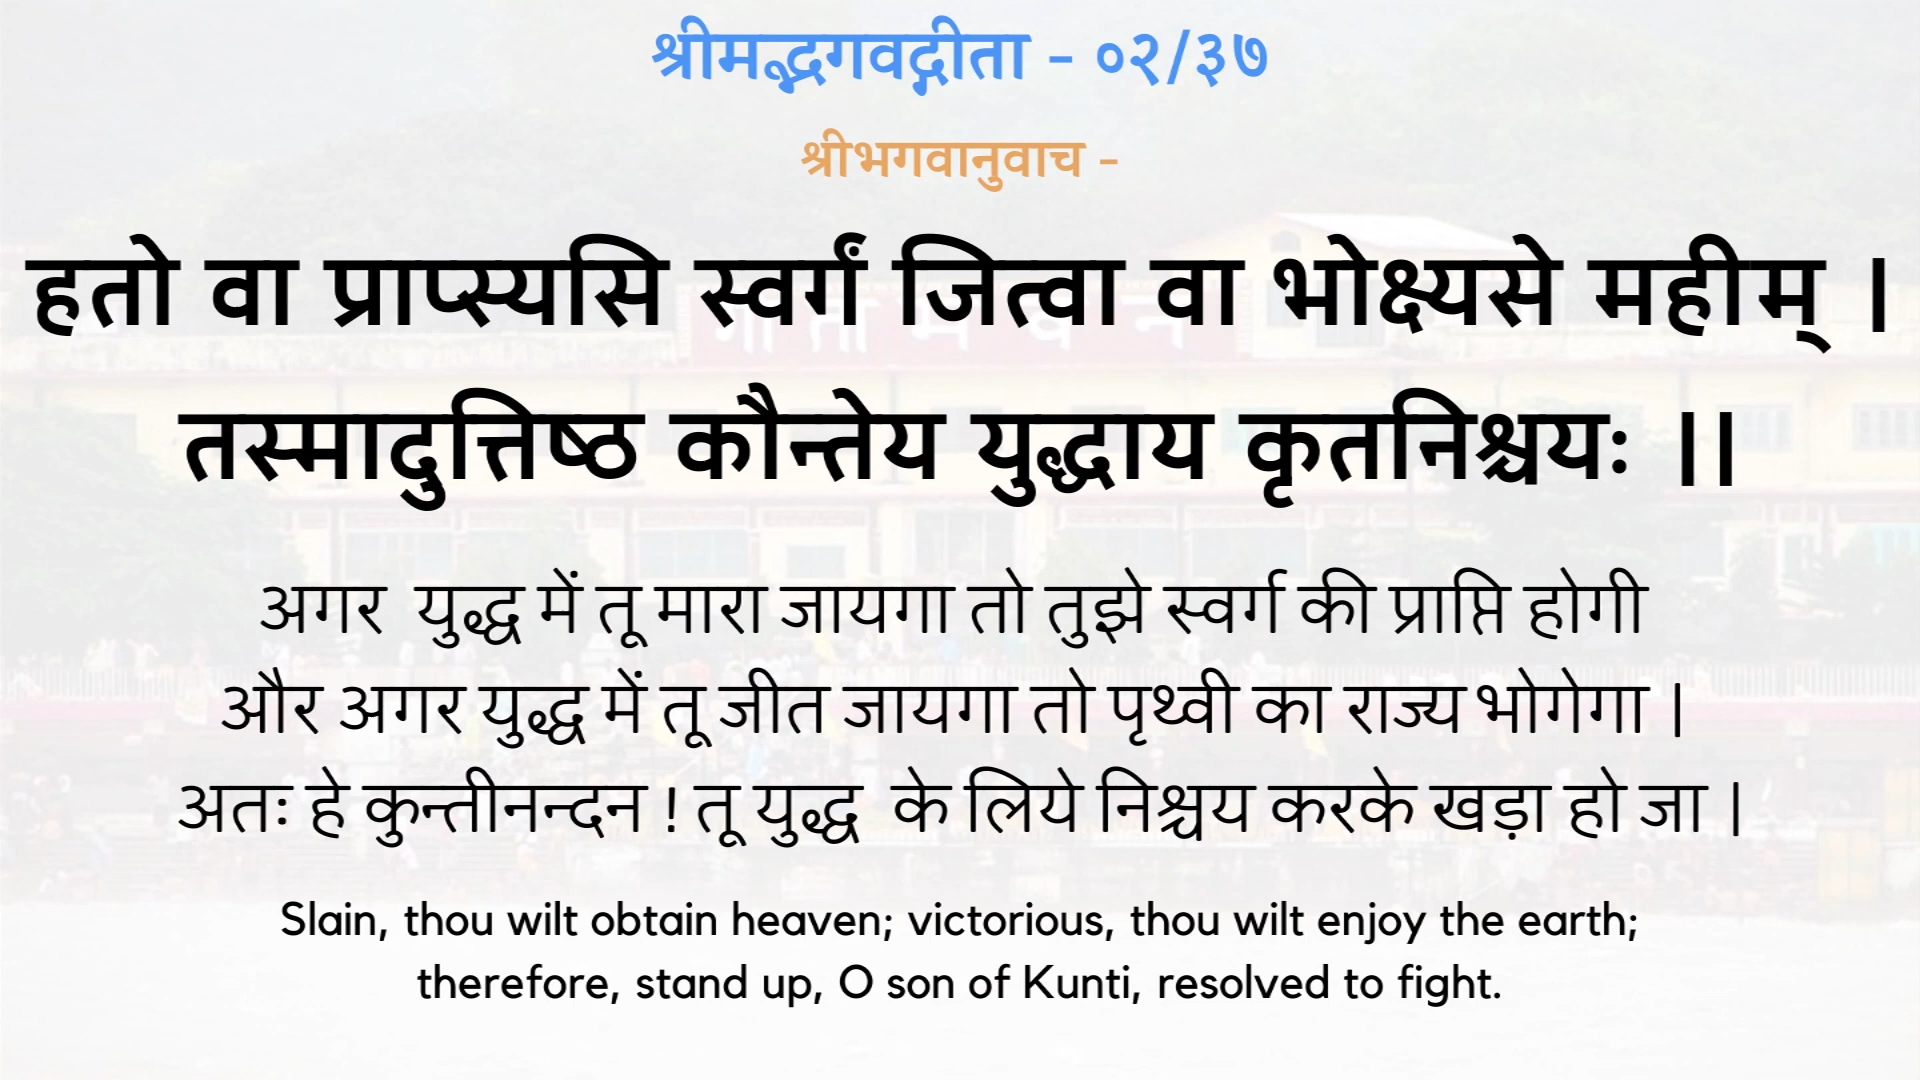 श्रीमद्भगवद्गीता - ०२/३७
श्रीभगवानुवाच -
हतो वा प्राप्स्यसि स्वर्गं जित्वा वा भोक्ष्यसे महीम् ।
तस्मादुत्तिष्ठ कौन्तेय युद्धाय कृतनिश्चयः ।।
अगर युद्ध में तू मारा जायगा तो तुझे स्वर्ग की प्राप्ति होगी
और अगर युद्ध में तू जीत जायगा तो पृथ्वी का राज्य भोगेगा |
अतः हे कुन्तीनन्दन ! तू युद्ध के लिये निश्चय करके खड़ा हो जा |
Slain, thou wilt obtain heaven; victorious, thou wilt enjoy the earth;
therefore, stand up, O son of Kunti, resolved to fight.